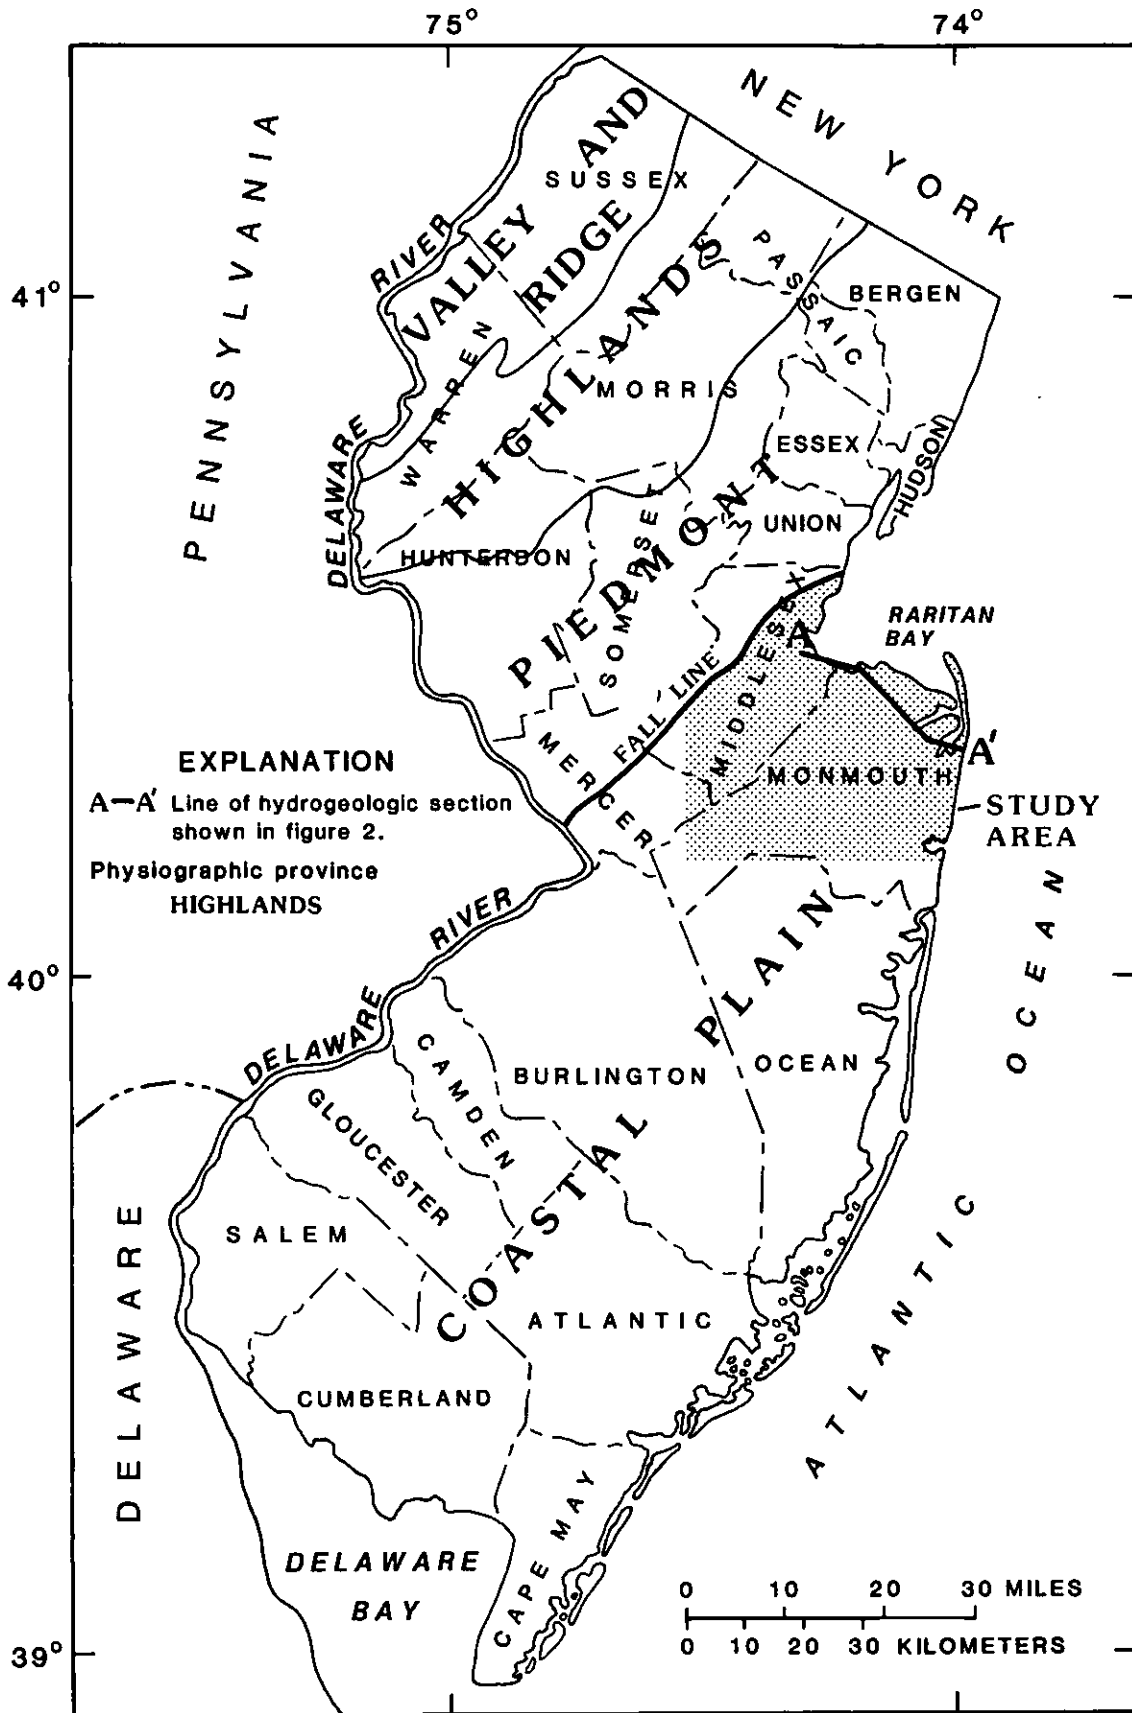 75° 74°
NEW YORK
PENNSYLVANIA
VALLEY AND
RIDGE
SUSSEX
RIVER
DELAWARE
41°
PASSAIC
BERGEN
WARREN
HIGHLANDS
MORRIS
ESSEX
HUDSON
UNION
HUNTERDON
SOMERSET
PIEDMONT
MIDDLESEX
RARITAN
BAY
A
A'
FALL LINE
MERCER
MONMOUTH
STUDY
AREA
EXPLANATION
A—A' Line of hydrogeologic section
shown in figure 2.
Physiographic province
HIGHLANDS
DELAWARE RIVER
40°
COASTAL PLAIN
OCEAN
BURLINGTON
CAMDEN
GLOUCESTER
SALEM
ATLANTIC
CUMBERLAND
CAPE MAY
ATLANTIC OCEAN
DELAWARE
DELAWARE
BAY
39°
0 10 20 30 MILES
0 10 20 30 KILOMETERS